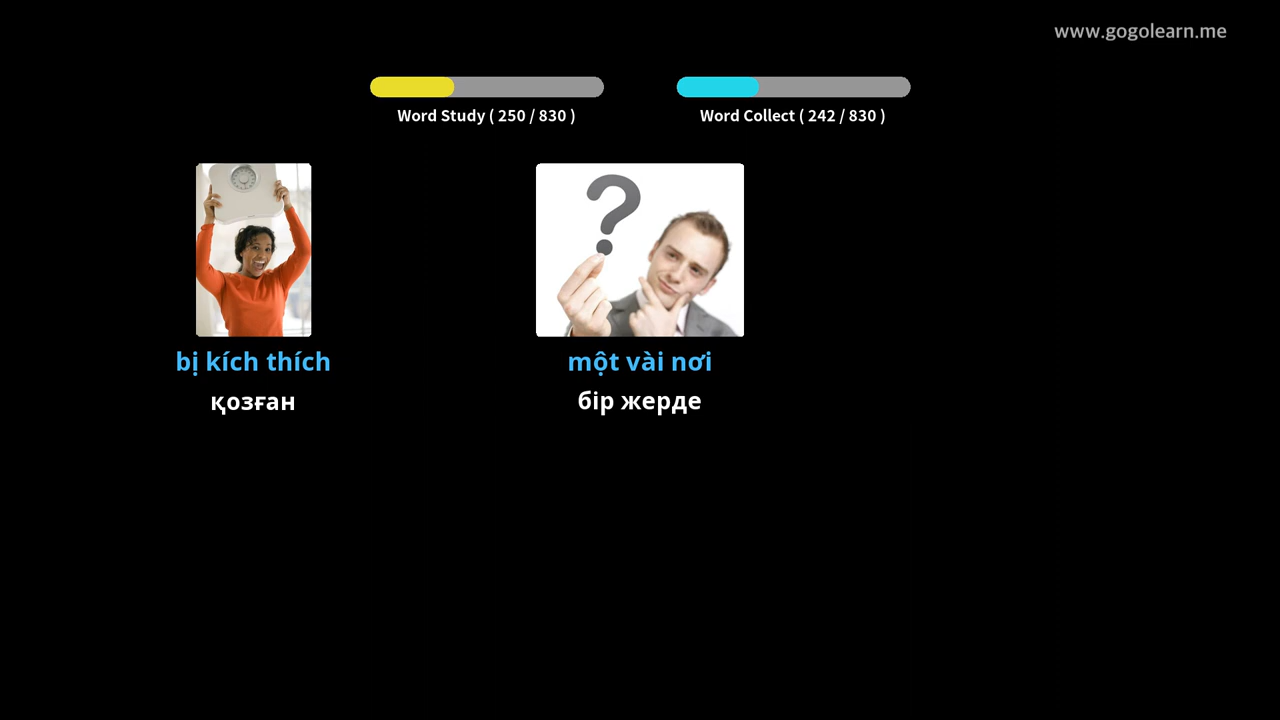 www.gogolearn.me
Word Study ( 250 / 830 )
Word Collect ( 242 / 830 )
bị kích thích
қозған
một vài nơi
бір жерде